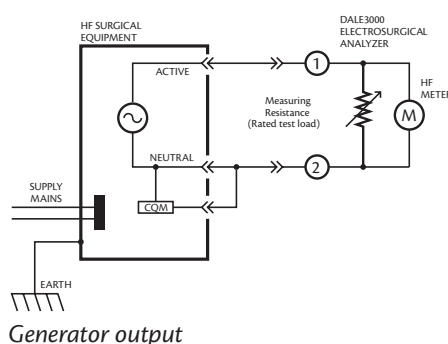 HF SURGICAL
EQUIPMENT
DALE3000
ELECTROSURGICAL
ANALYZER
ACTIVE
1
HF
METER
Measuring
Resistance
(Rated test load)
M
NEUTRAL
2
SUPPLY
MAINS
CQM
EARTH
Generator output